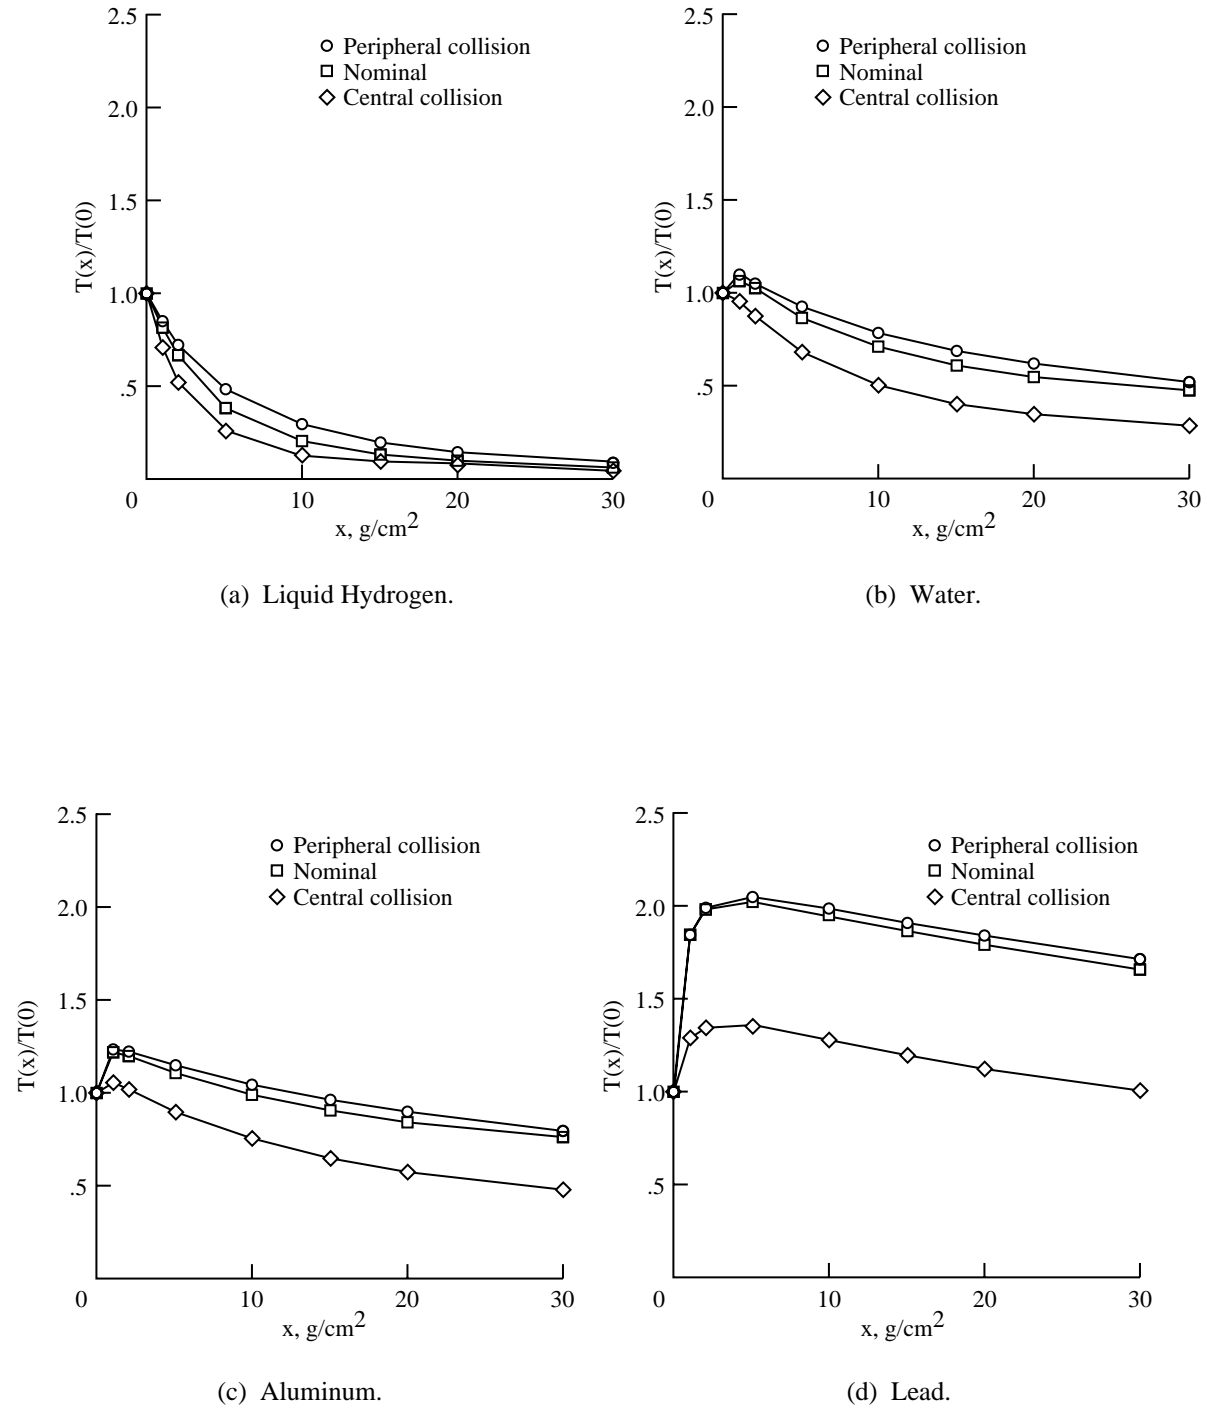 2.5
2.0
1.5
1.0
.5
T(x)/T(0)
Peripheral collision
Nominal
Central collision
0
10
20
30
x, g/cm2
(a) Liquid Hydrogen.
2.5
2.0
1.5
1.0
.5
T(x)/T(0)
Peripheral collision
Nominal
Central collision
0
10
20
30
x, g/cm2
(b) Water.
2.5
2.0
1.5
1.0
.5
T(x)/T(0)
Peripheral collision
Nominal
Central collision
0
10
20
30
x, g/cm2
(c) Aluminum.
2.5
2.0
1.5
1.0
.5
T(x)/T(0)
Peripheral collision
Nominal
Central collision
0
10
20
30
x, g/cm2
(d) Lead.